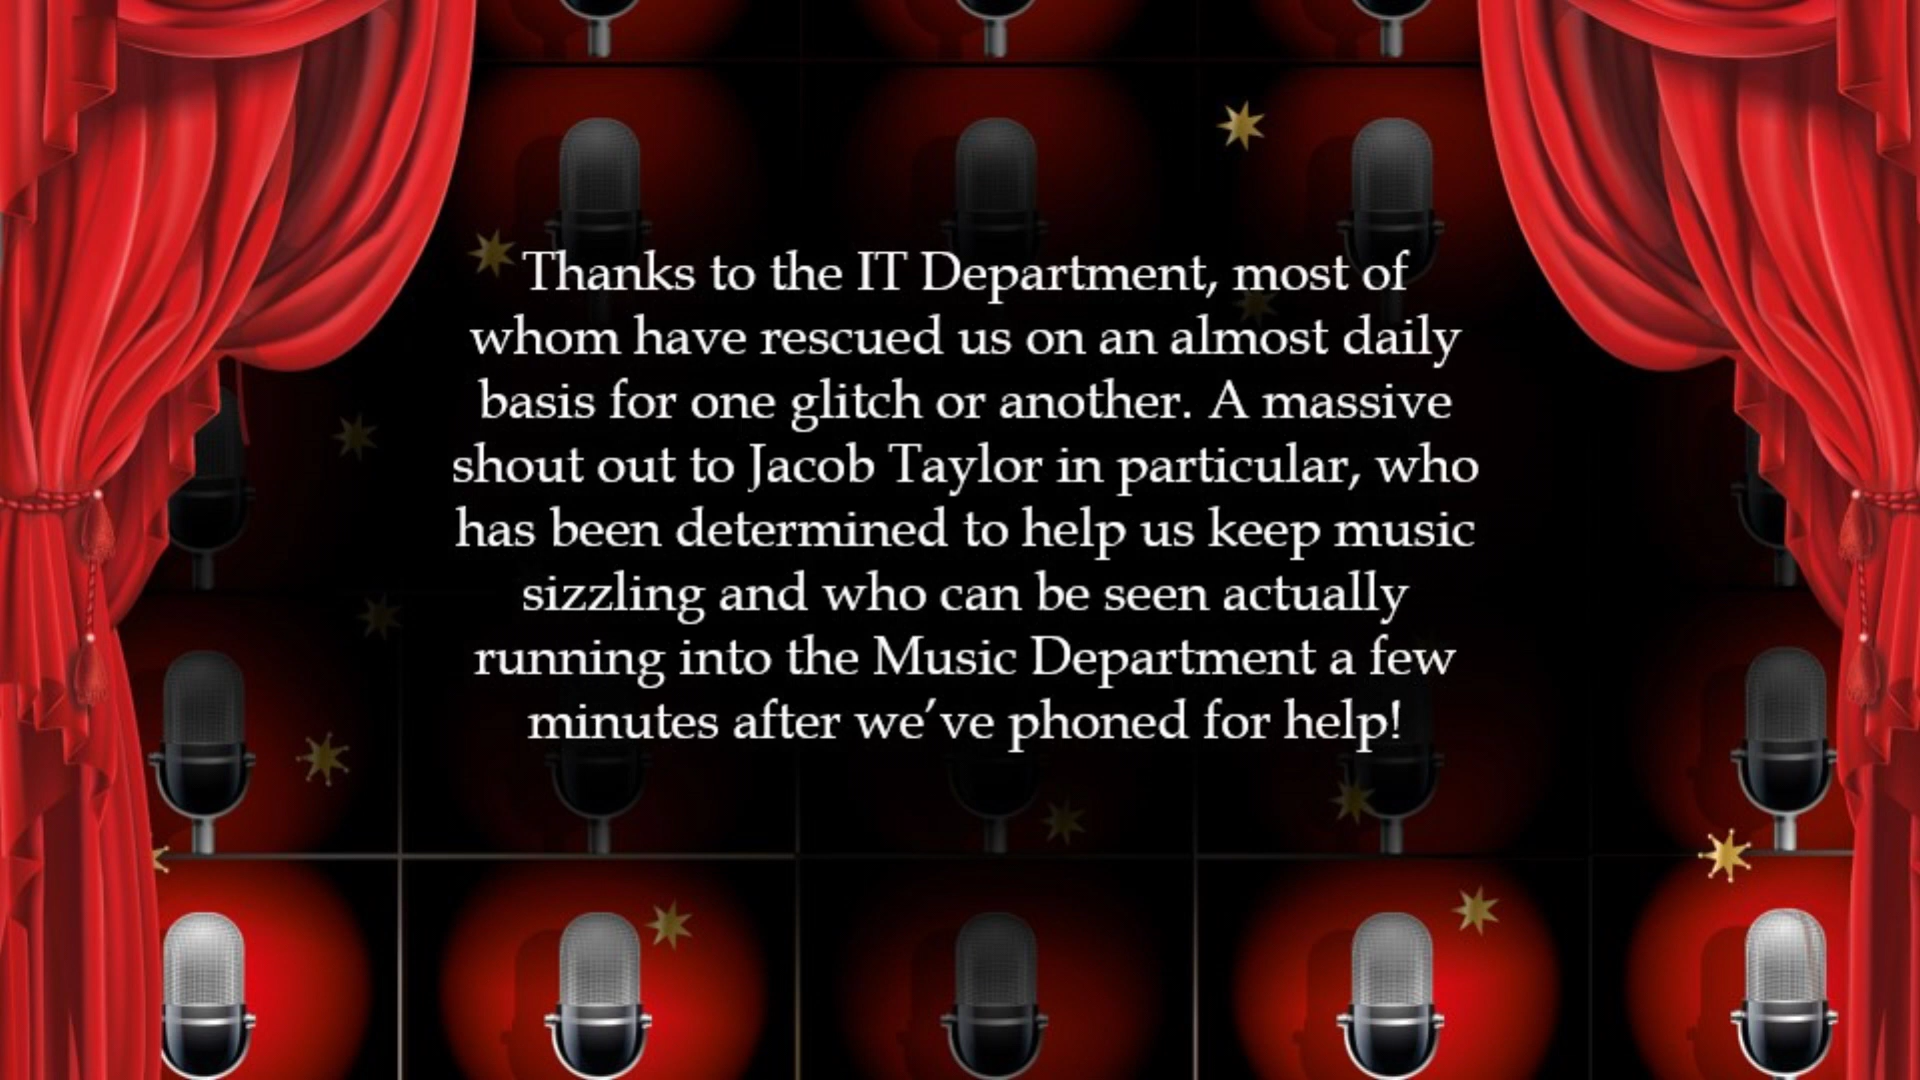 Thanks to the IT Department, most of
whom have rescued us on an almost daily
basis for one glitch or another. A massive
shout out to Jacob Taylor in particular, who
has been determined to help us keep music
sizzling and who can be seen actually
running into the Music Department a few
minutes after we’ve phoned for help!